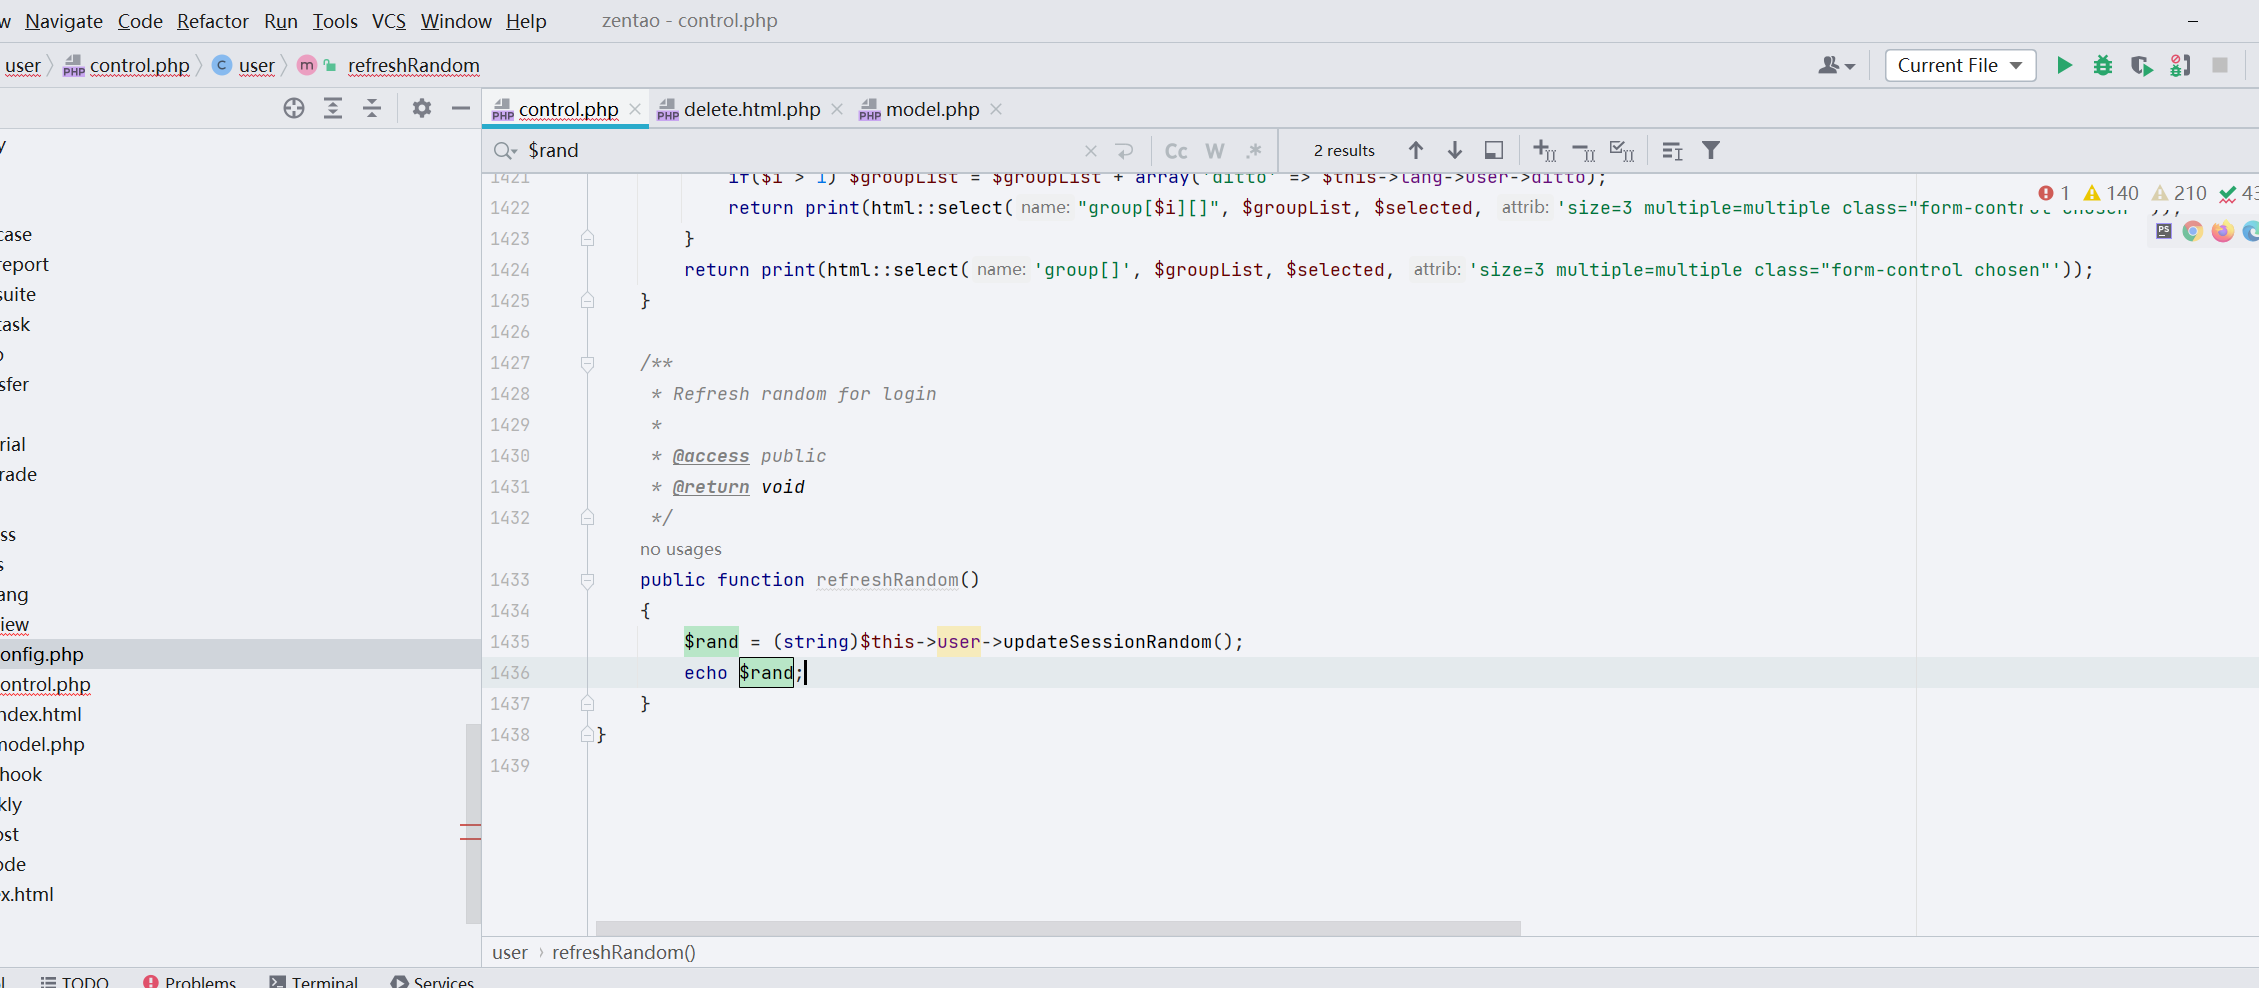 Navigate Code Refactor Run Tools VCS Window Help zentao - control.php
user control.php user refreshRandom Current File
control.php delete.html.php model.php
$rand 2 results
1421 if($i > 1) $groupList = $groupList + array('ditto' => $this->lang->user->ditto);
1 140 210
1422 return print(html::select( name: "group[$i][]", $groupList, $selected, attrib: 'size=3 multiple=multiple class="form-control chosen"'));
1423 }
1424 return print(html::select( name: 'group[]', $groupList, $selected, attrib: 'size=3 multiple=multiple class="form-control chosen"'));
1425 }
1426
1427 /**
1428 * Refresh random for login
1429 *
1430 * @access public
1431 * @return void
1432 */
no usages
1433 public function refreshRandom()
1434 {
1435 $rand = (string)$this->user->updateSessionRandom();
1436 echo $rand;
1437 }
1438 }
1439
case
report
suite
task
sfer
rial
rade
ss
s
ang
iew
onfig.php
ontrol.php
ndex.html
model.php
hook
kly
ost
ode
x.html
user › refreshRandom()
TODO Problems Terminal Services